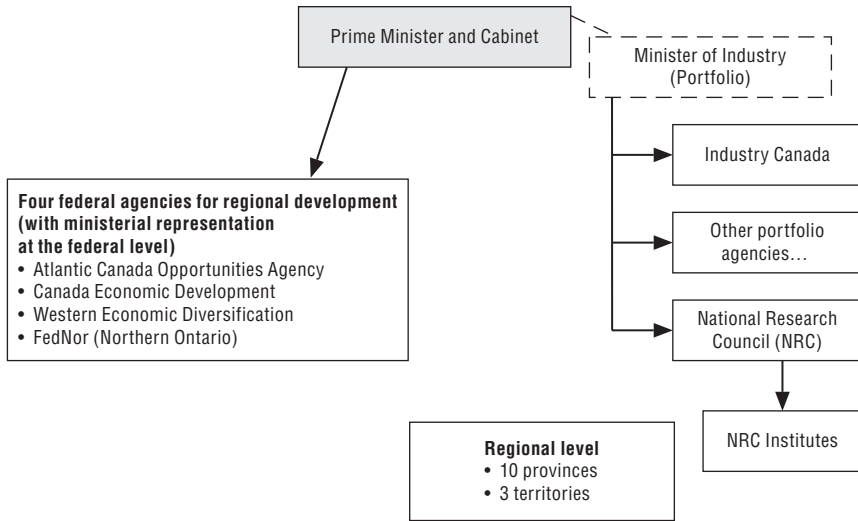 Prime Minister and Cabinet
Minister of Industry
(Portfolio)
Industry Canada
Four federal agencies for regional development
(with ministerial representation
at the federal level)
• Atlantic Canada Opportunities Agency
• Canada Economic Development
• Western Economic Diversification
• FedNor (Northern Ontario)
Other portfolio
agencies…
National Research
Council (NRC)
NRC Institutes
Regional level
• 10 provinces
• 3 territories